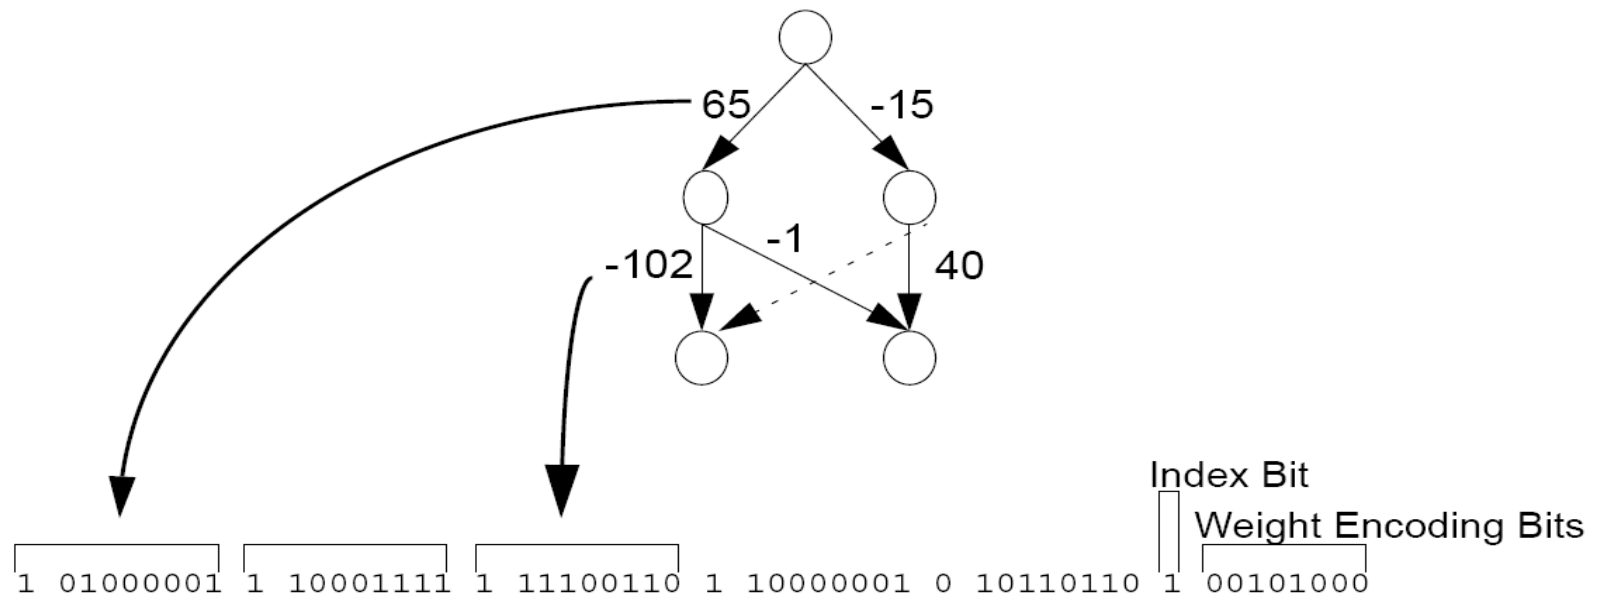 65 -15
-1
-102 40
Index Bit
Weight Encoding Bits
1 01000001 1 10001111 1 11100110 1 10000001 0 10110110 1 00101000